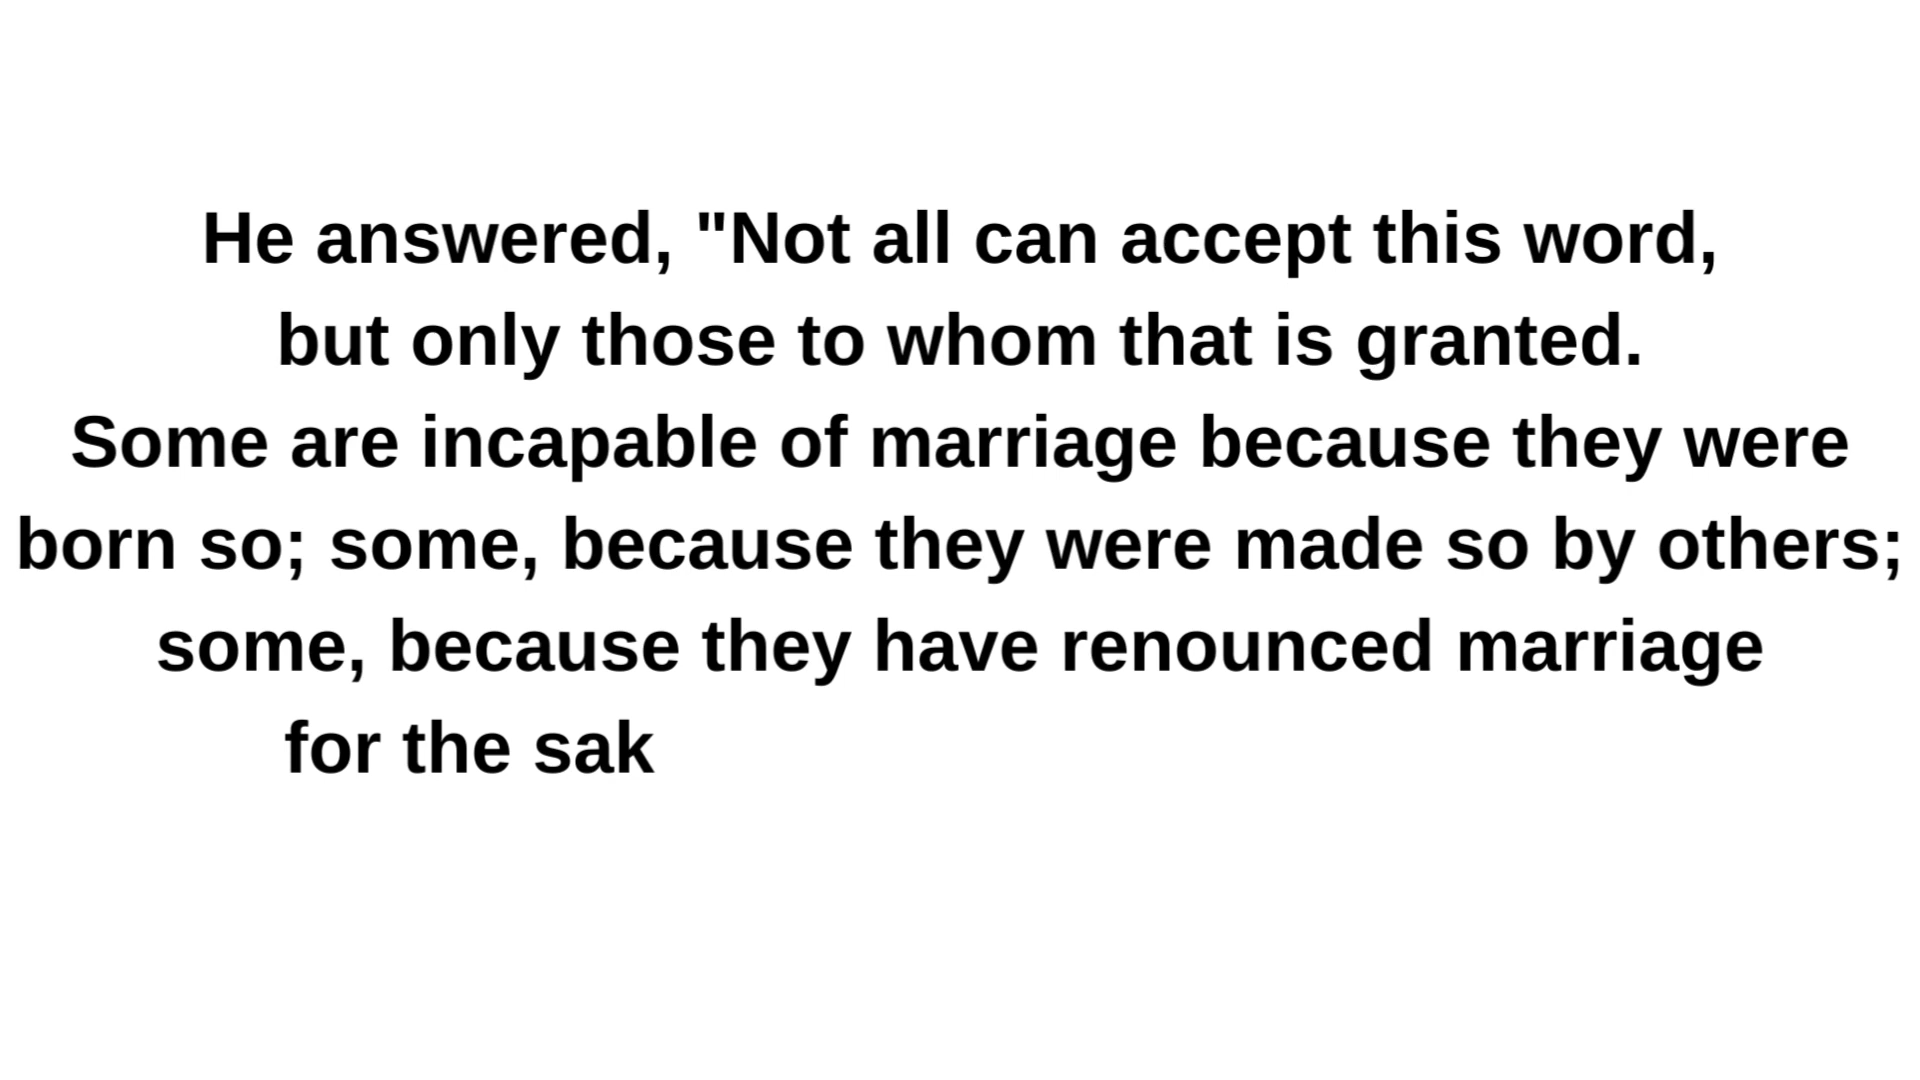 He answered, "Not all can accept this word,
but only those to whom that is granted.
Some are incapable of marriage because they were
born so; some, because they were made so by others;
some, because they have renounced marriage
for the sak